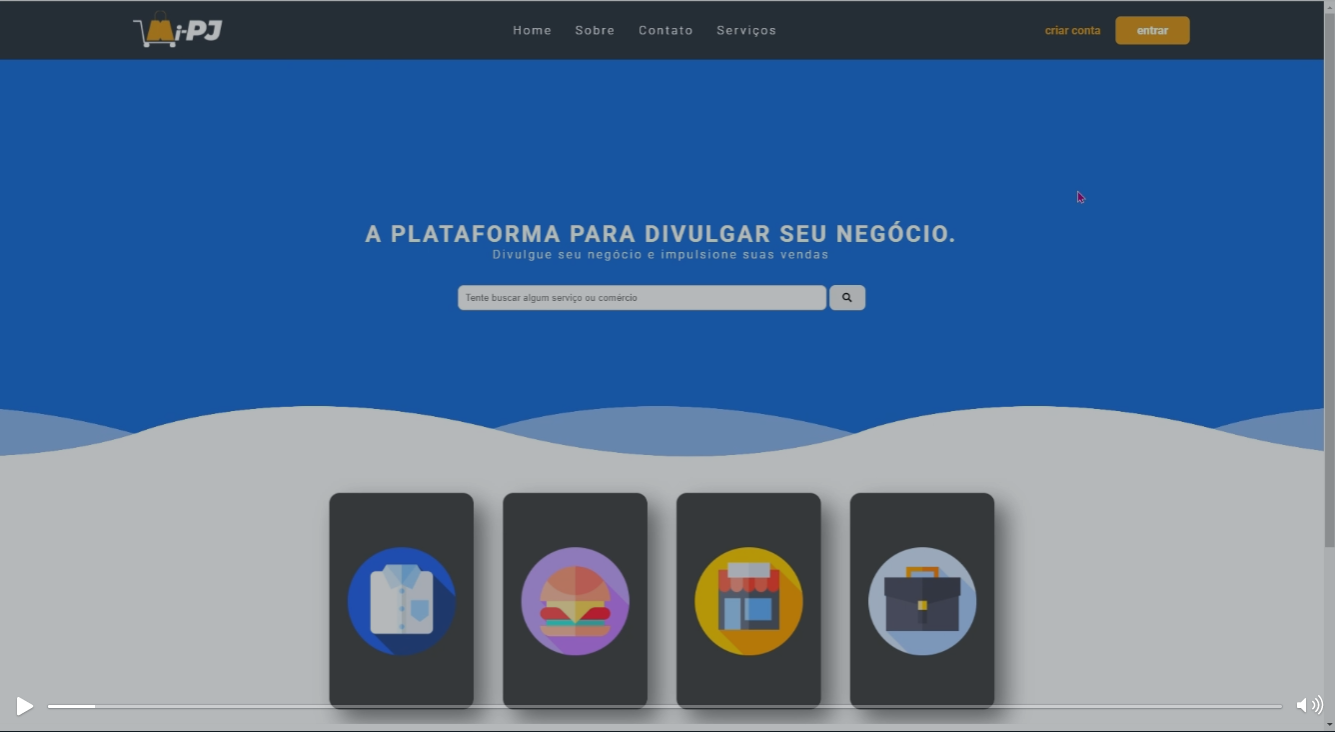 Mi-PJ
Home Sobre Contato Serviços
criar conta entrar
A PLATAFORMA PARA DIVULGAR SEU NEGÓCIO.
Divulgue seu negócio e impulsione suas vendas
Tente buscar algum serviço ou comércio